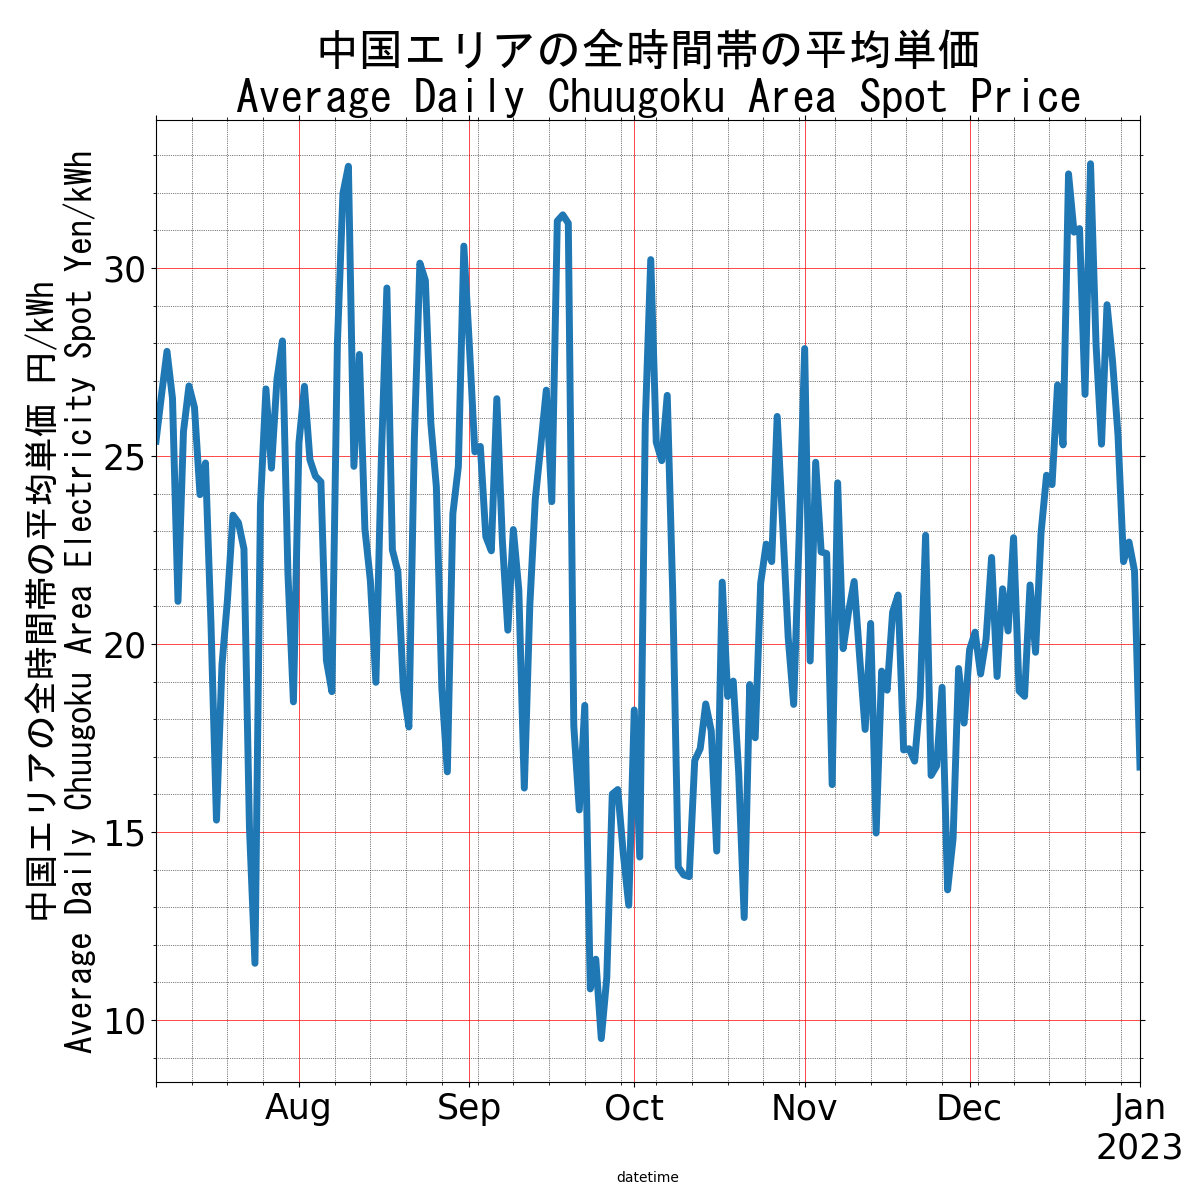 中国エリアの全時間帯の平均単価
Average Daily Chuugoku Area Spot Price
中国エリアの全時間帯の平均単価 円/kWh
Average Daily Chuugoku Area Electricity Spot Yen/kWh
30
25
20
15
10
Aug Sep Oct Nov Dec Jan
2023
datetime